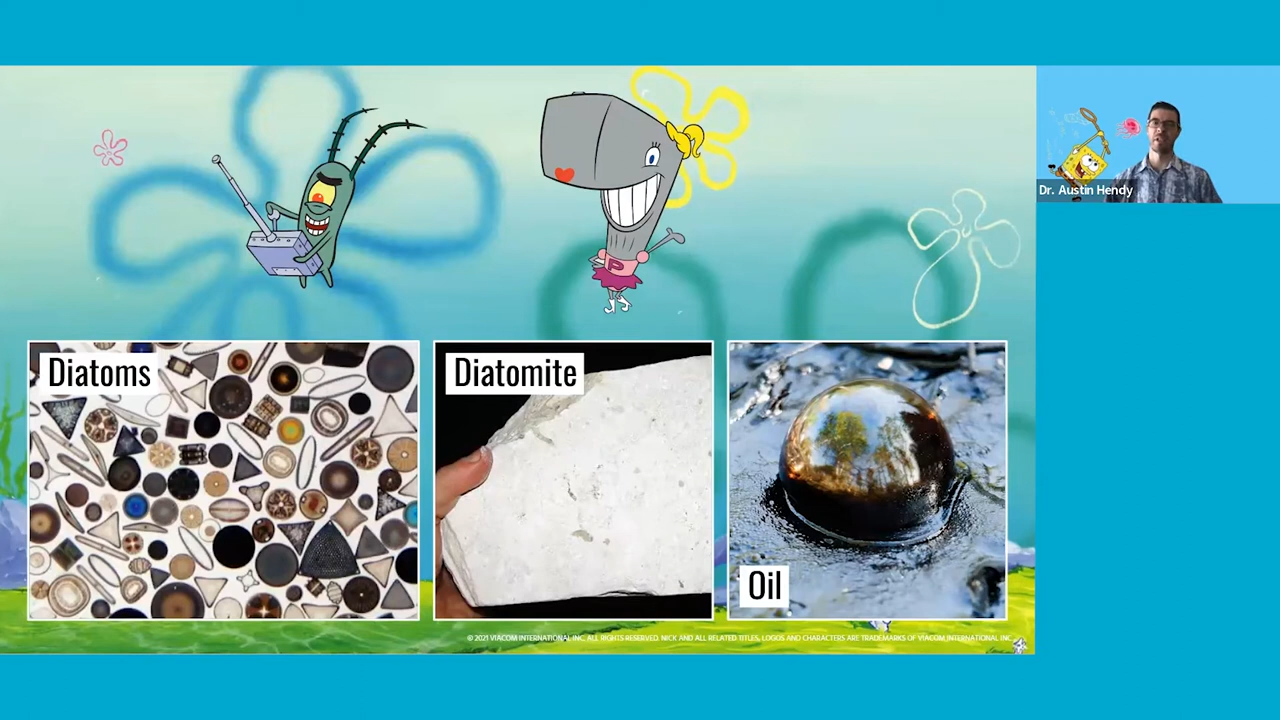 Dr. Austin Hendy
Diatoms
Diatomite
Oil
© 2021 VIACOM INTERNATIONAL INC. ALL RIGHTS RESERVED. NICK AND ALL RELATED TITLES, LOGOS AND CHARACTERS ARE TRADEMARKS OF VIACOM INTERNATIONAL INC.
P